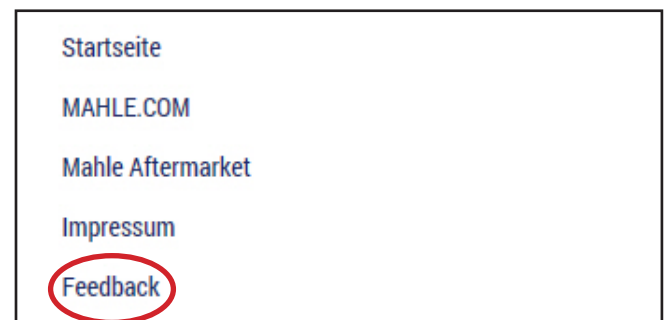 Startseite
MAHLE.COM
Mahle Aftermarket
Impressum
Feedback